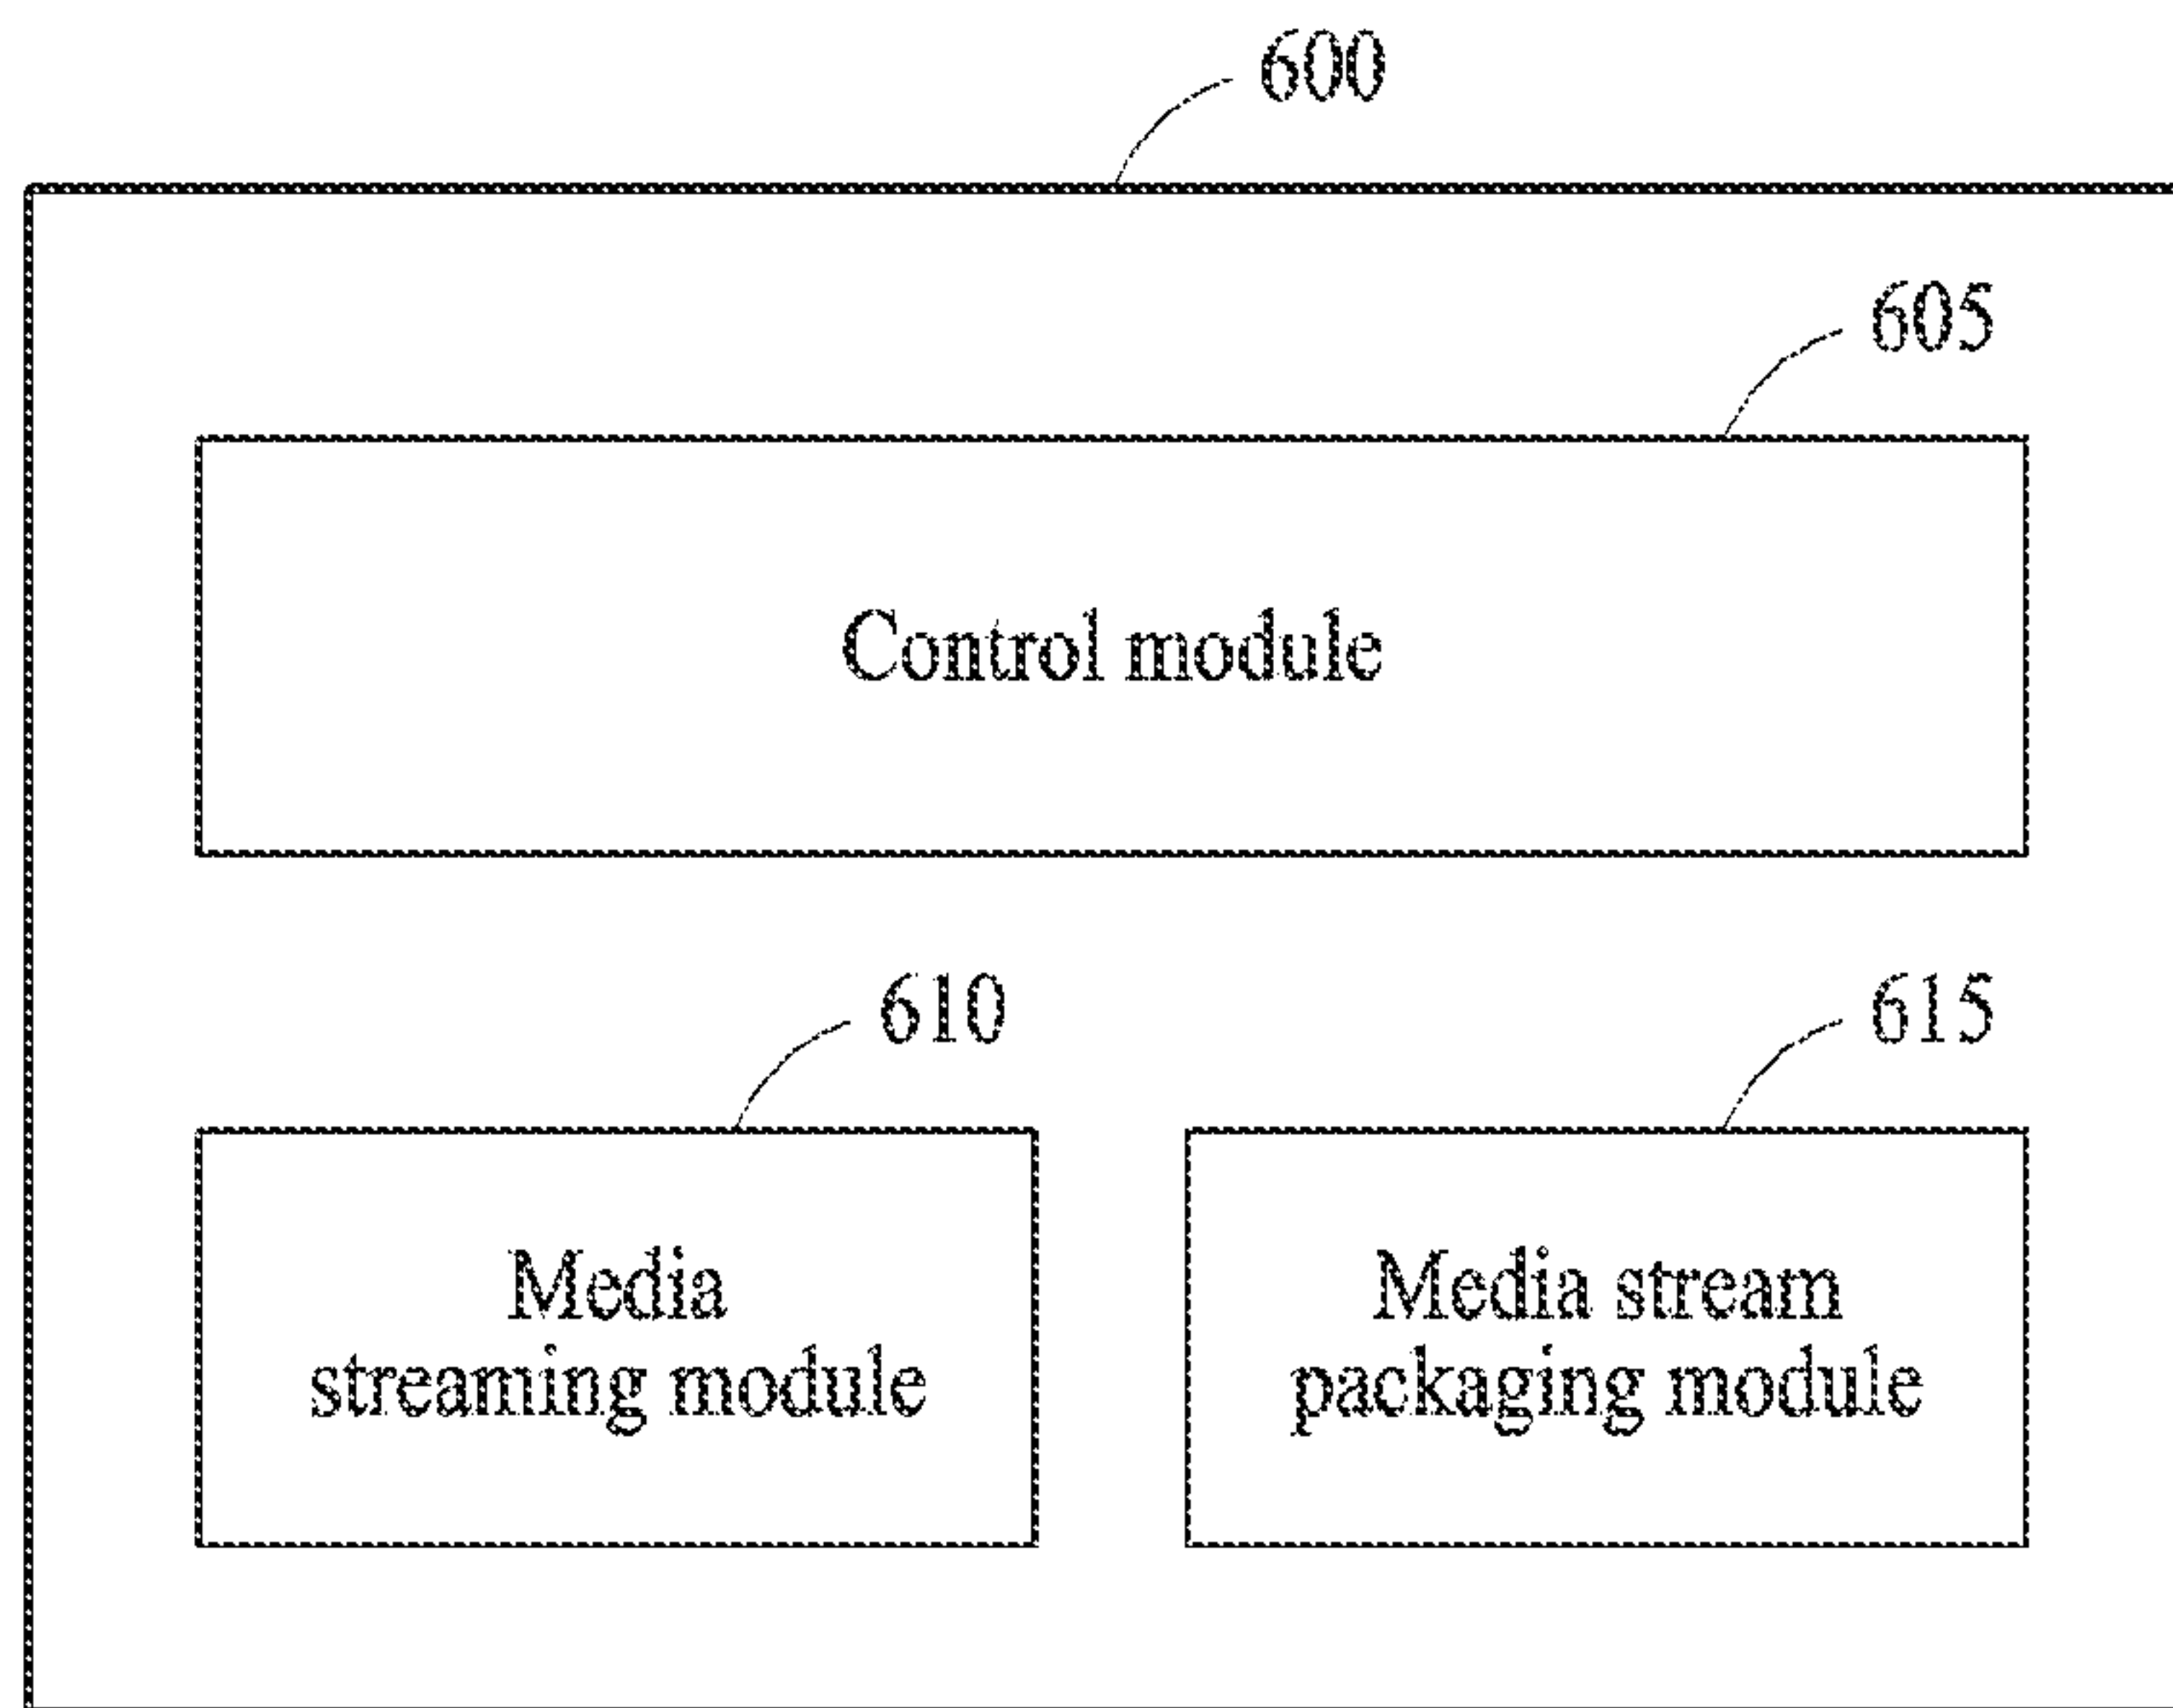 600
605
Control module
610
615
Media
streaming module
Media stream
packaging module